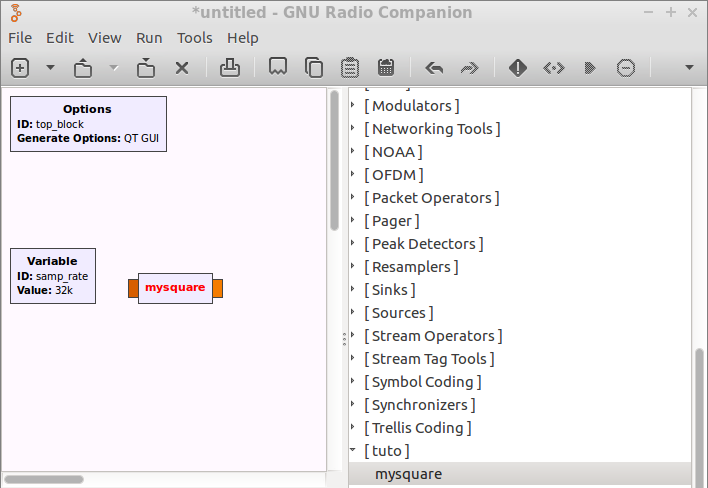 *untitled - GNU Radio Companion
File Edit View Run Tools Help
Options
ID: top_block
Generate Options: QT GUI
Variable
ID: samp_rate
Value: 32k
mysquare
[ Modulators ]
[ Networking Tools ]
[ NOAA ]
[ OFDM ]
[ Packet Operators ]
[ Pager ]
[ Peak Detectors ]
[ Resamplers ]
[ Sinks ]
[ Sources ]
[ Stream Operators ]
[ Stream Tag Tools ]
[ Symbol Coding ]
[ Synchronizers ]
[ Trellis Coding ]
[ tuto ]
mysquare